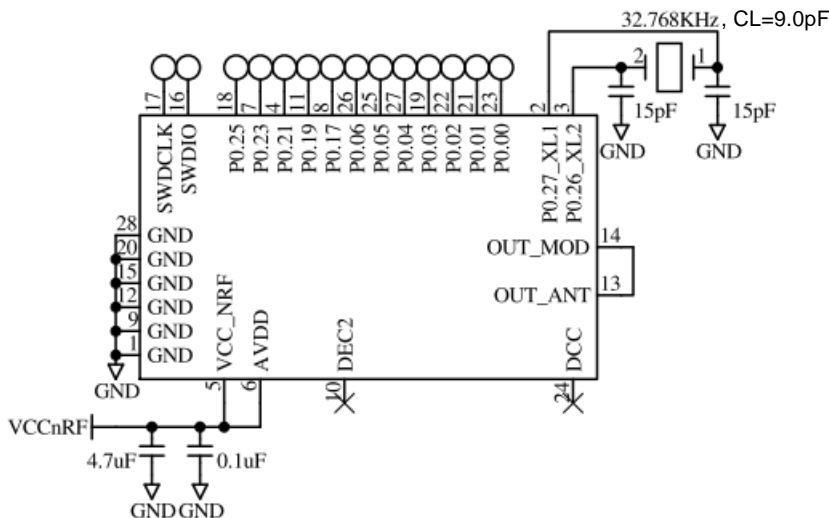 32.768KHz, CL=9.0pF
2
1
15pF
15pF
GND
GND
17
16
18
7
4
11
8
26
25
27
19
22
21
23
2
3
SWDCLK
SWDIO
P0.25
P0.23
P0.21
P0.19
P0.17
P0.06
P0.05
P0.04
P0.03
P0.02
P0.01
P0.00
P0.27_XL1
P0.26_XL2
28
GND
20
GND
15
GND
12
GND
9
GND
1
GND
GND
OUT_MOD
14
OUT_ANT
13
VCC_NRF
AVDD
DEC2
DCC
5
6
10
24
VCCnRF
4.7uF
0.1uF
GND
GND